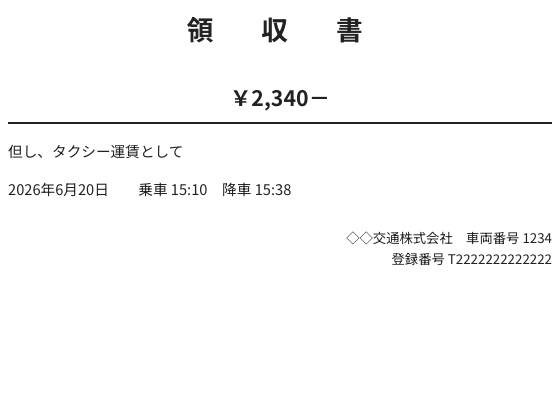 領　収　書
￥2,340－
但し、タクシー運賃として
2026年6月20日　　乗車 15:10　降車 15:38
◇◇交通株式会社　車両番号 1234
登録番号 T2222222222222